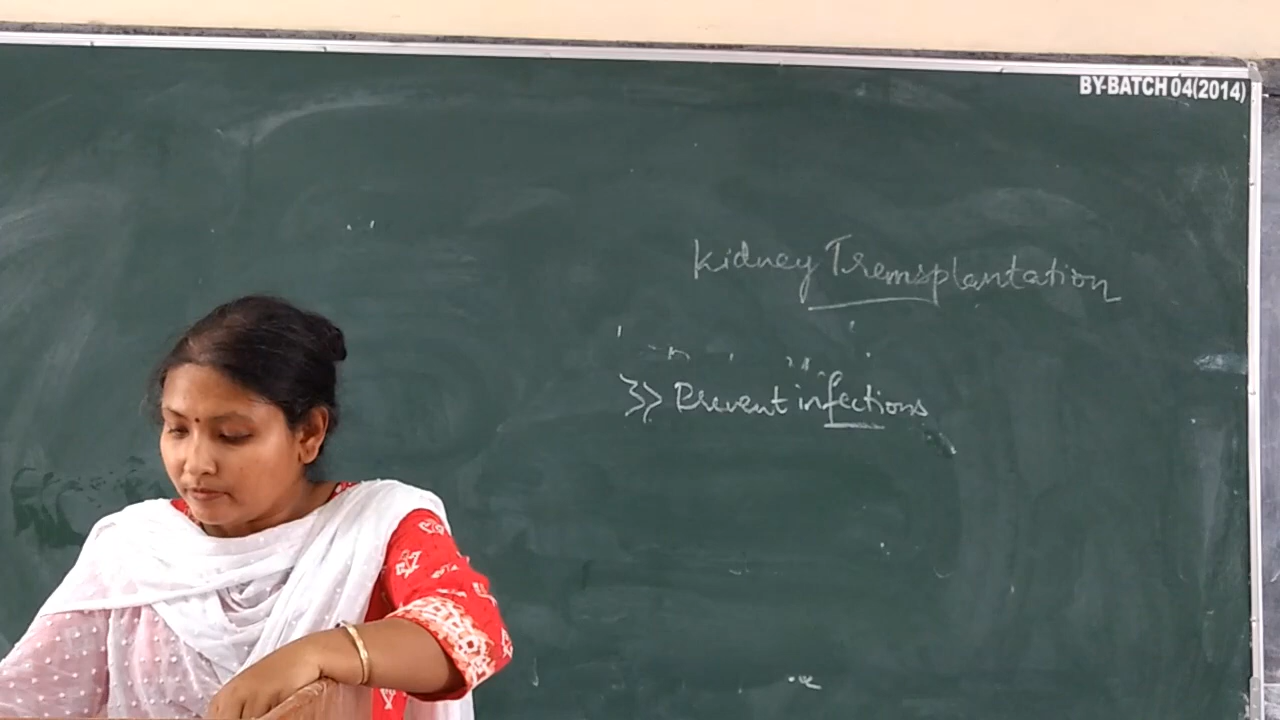 BY-BATCH 04(2014)
Kidney Tremsplantation
3>> Prevent infections